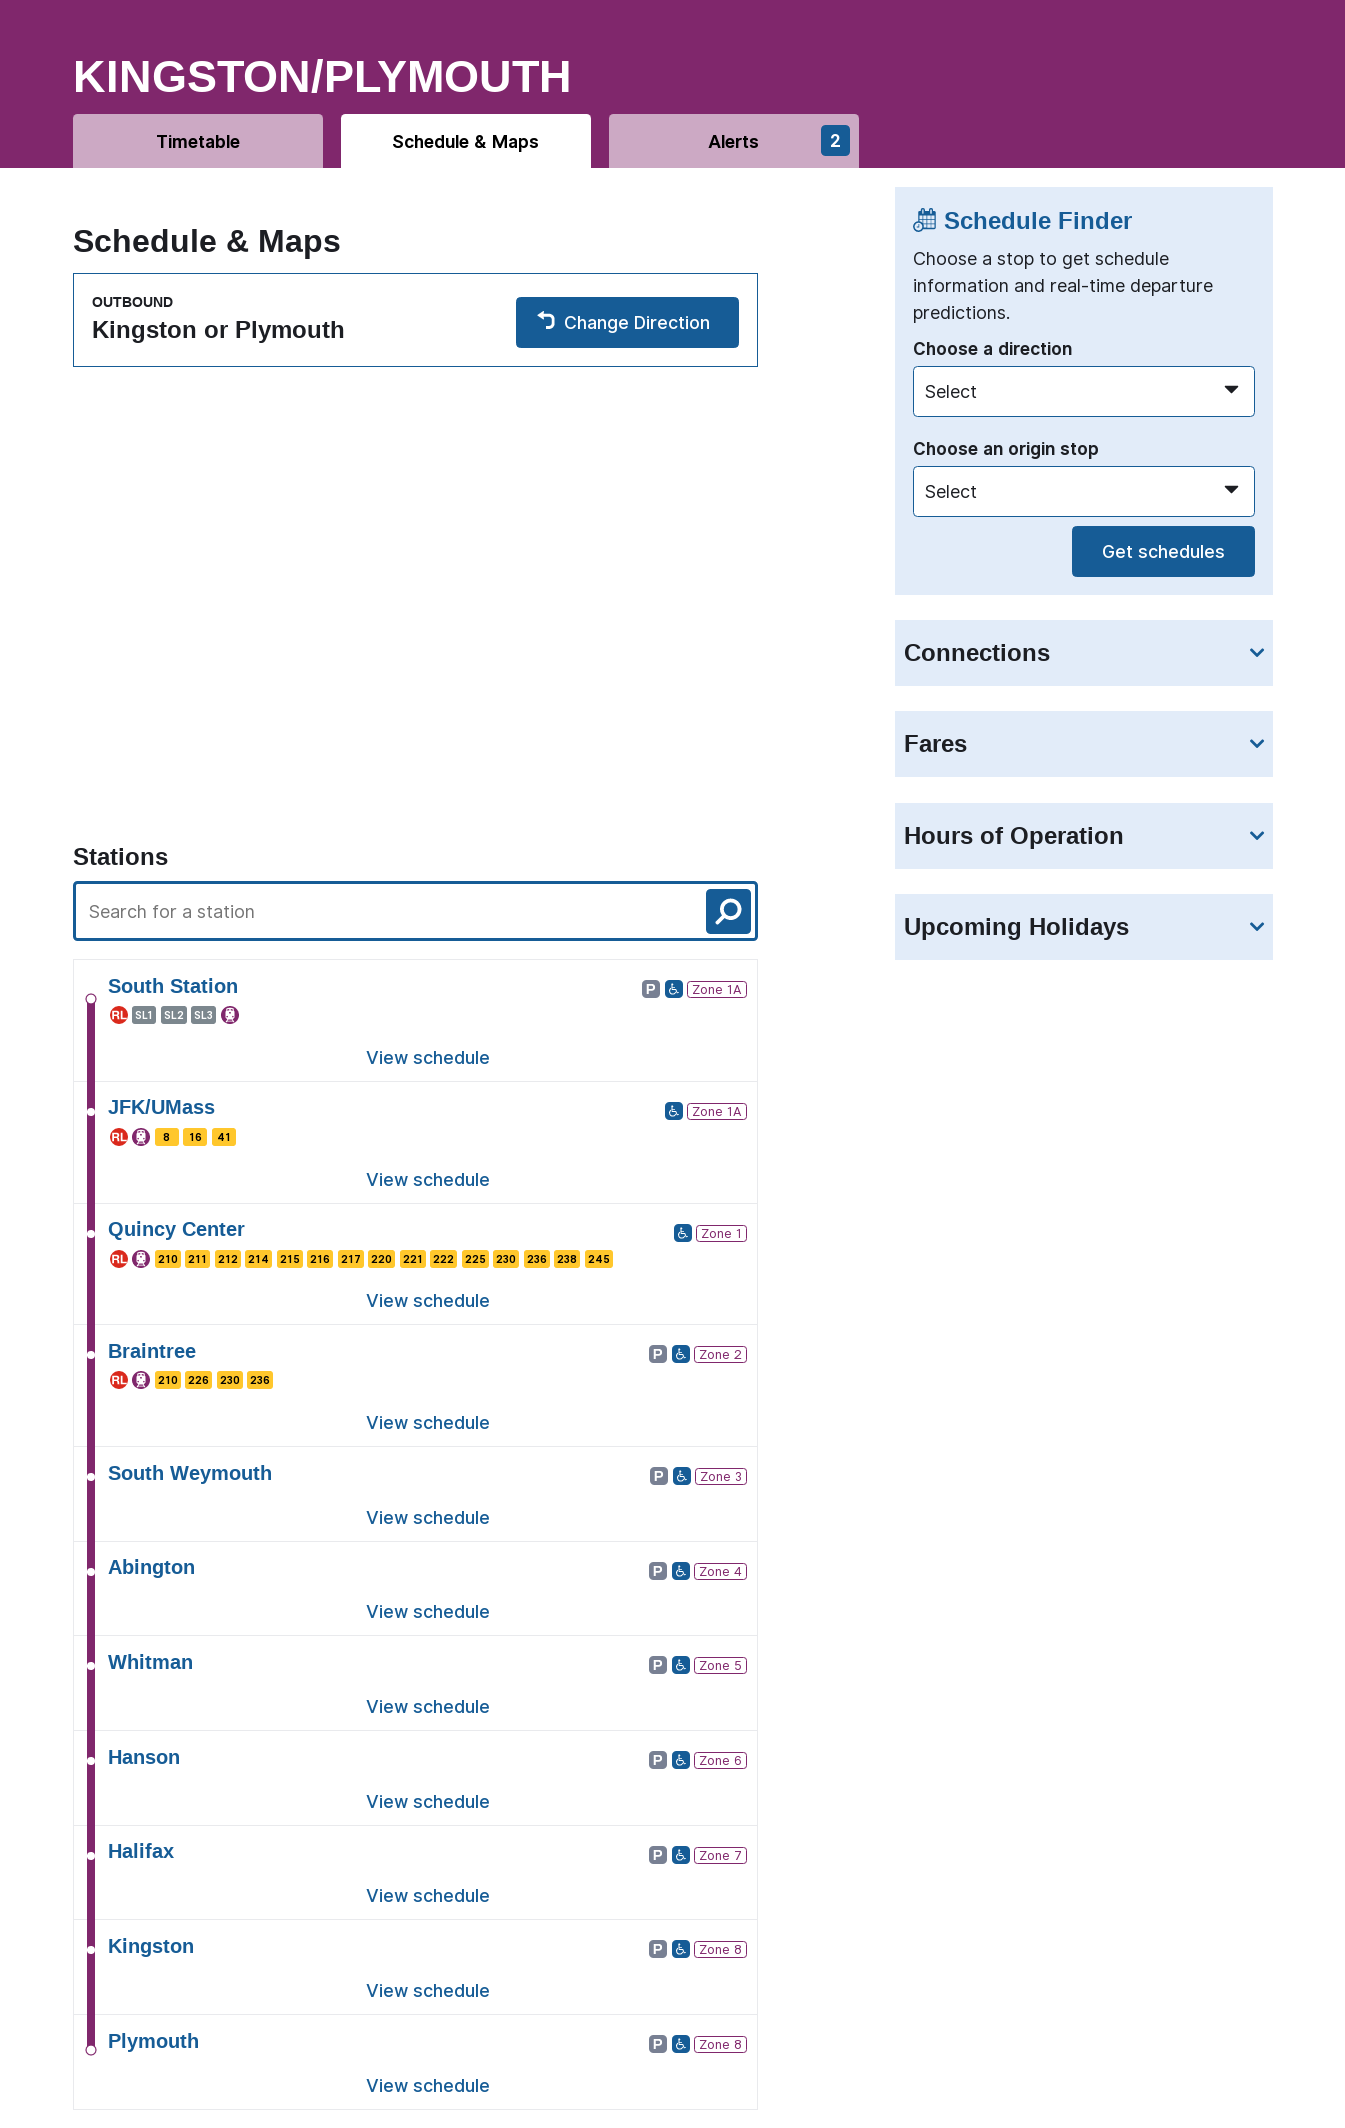 KINGSTON/PLYMOUTH
Timetable
Schedule & Maps
Alerts
2
Schedule & Maps
OUTBOUND
Kingston or Plymouth
Change Direction
Schedule Finder
Choose a stop to get schedule
information and real-time departure
predictions.
Choose a direction
Select
Choose an origin stop
Select
Get schedules
Connections
Fares
Hours of Operation
Upcoming Holidays
Stations
Search for a station
South Station
P Zone 1A
RL SL1 SL2 SL3
View schedule
JFK/UMass
Zone 1A
RL 8 16 41
View schedule
Quincy Center
Zone 1
RL 210 211 212 214 215 216 217 220 221 222 225 230 236 238 245
View schedule
Braintree
P Zone 2
RL 210 226 230 236
View schedule
South Weymouth
P Zone 3
View schedule
Abington
P Zone 4
View schedule
Whitman
P Zone 5
View schedule
Hanson
P Zone 6
View schedule
Halifax
P Zone 7
View schedule
Kingston
P Zone 8
View schedule
Plymouth
P Zone 8
View schedule